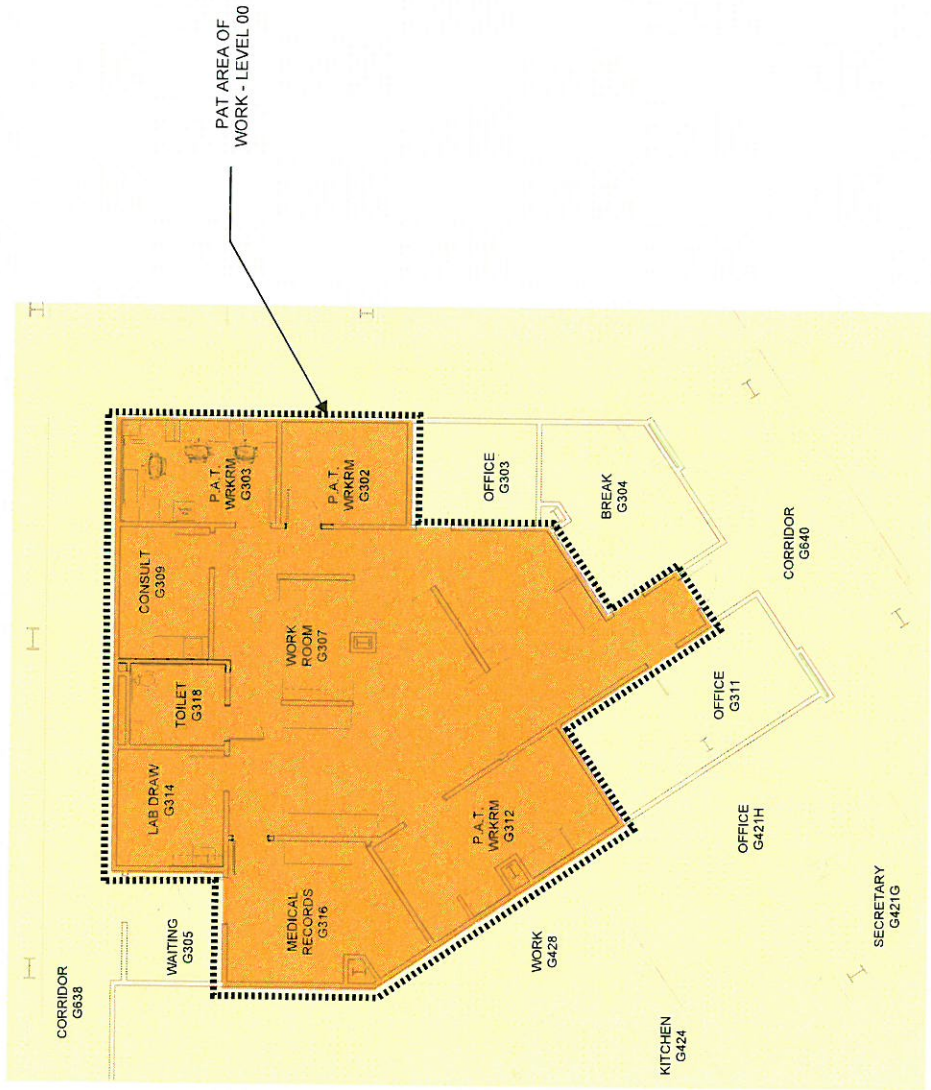 PAT AREA OF
WORK - LEVEL 00
CORRIDOR
G638
WAITING
G305
LAB DRAW
G314
TOILET
G318
CONSULT
G309
P.A.T.
WRKRM
G303
P.A.T.
WRKRM
G302
OFFICE
G303
BREAK
G304
WORK
ROOM
G307
MEDICAL
RECORDS
G316
P.A.T.
WRKRM
G312
OFFICE
G311
CORRIDOR
G640
WORK
G428
OFFICE
G421H
KITCHEN
G424
SECRETARY
G421G